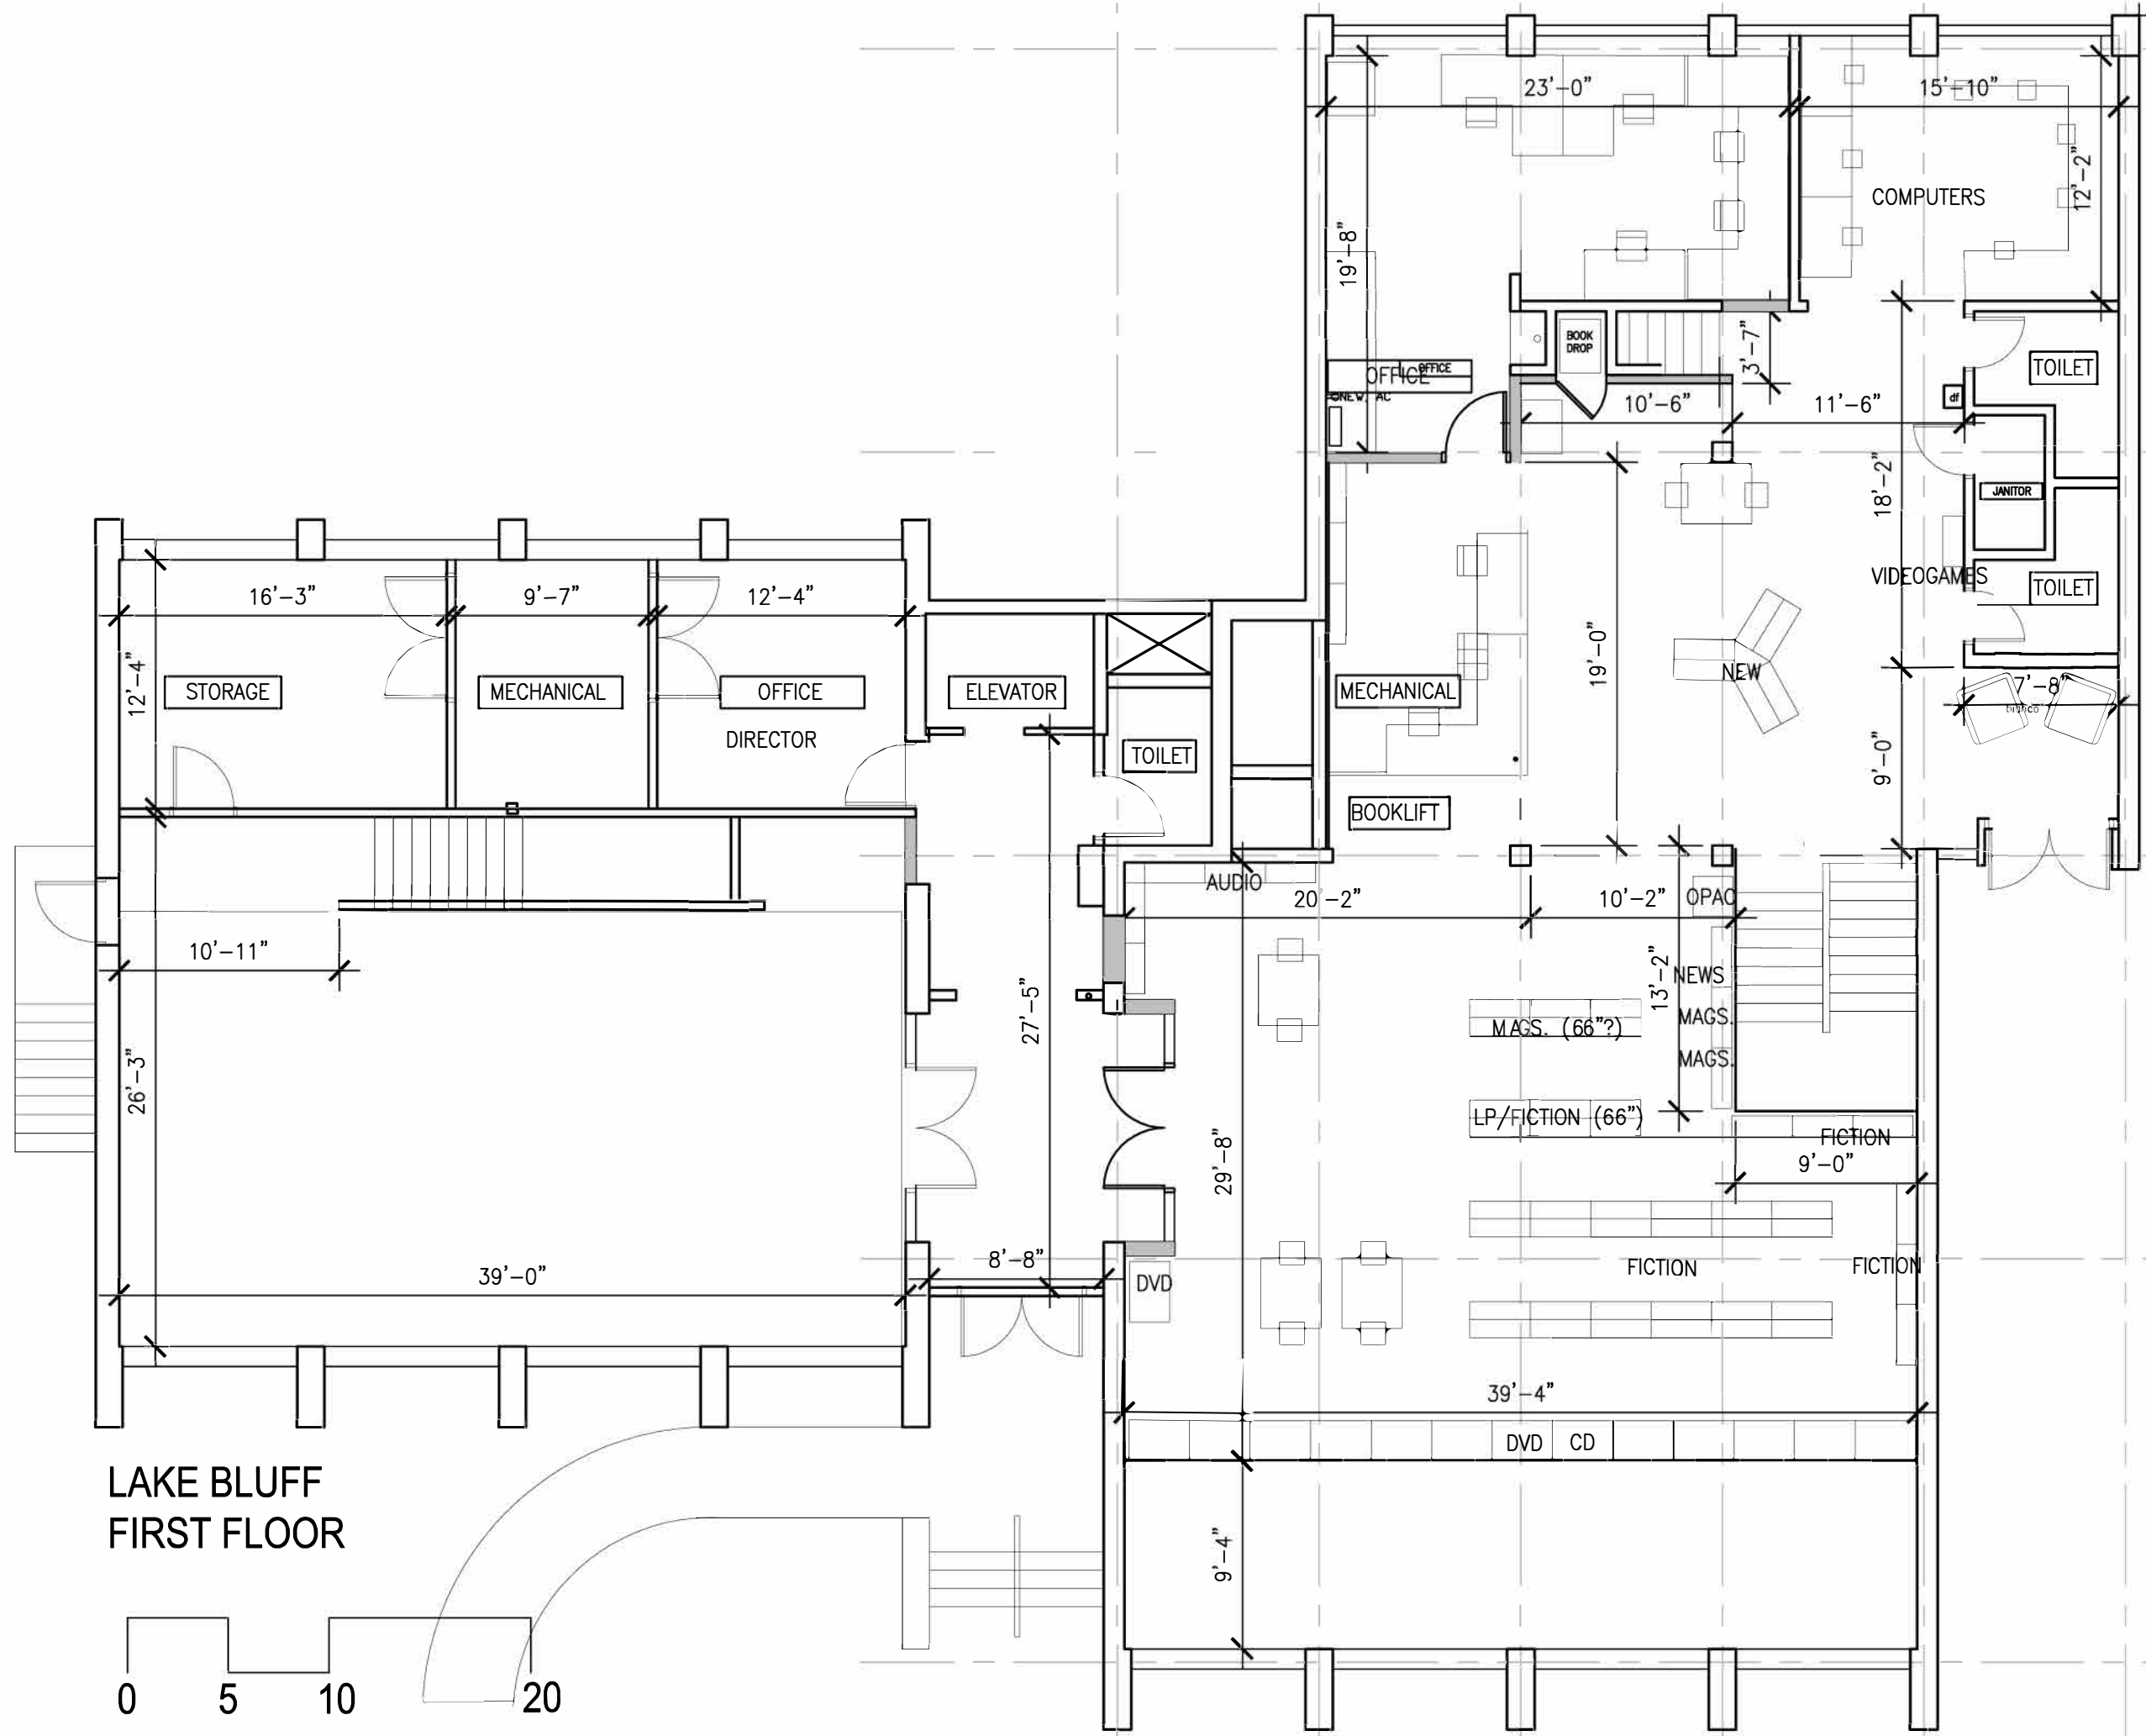 23'-0"
15'-10"
12'-2"
COMPUTERS
19'-8"
BOOK
DROP
3'-7"
TOILET
OFFICE
OFFICE
10'-6"
11'-6"
df
18'-2"
JANITOR
VIDEOGAMES
TOILET
16'-3"
9'-7"
12'-4"
12'-4"
STORAGE
MECHANICAL
OFFICE
DIRECTOR
ELEVATOR
TOILET
MECHANICAL
19'-0"
NEW
7'-8"
9'-0"
BOOKLIFT
AUDIO
20'-2"
10'-2"
OPAC
10'-11"
27'-5"
13'-2"
NEWS
MAGS. (66"?)
MAGS.
MAGS.
26'-3"
LP/FICTION (66")
FICTION
9'-0"
29'-8"
39'-0"
8'-8"
DVD
FICTION
FICTION
39'-4"
DVD
CD
LAKE BLUFF
FIRST FLOOR
9'-4"
0 5 10 20